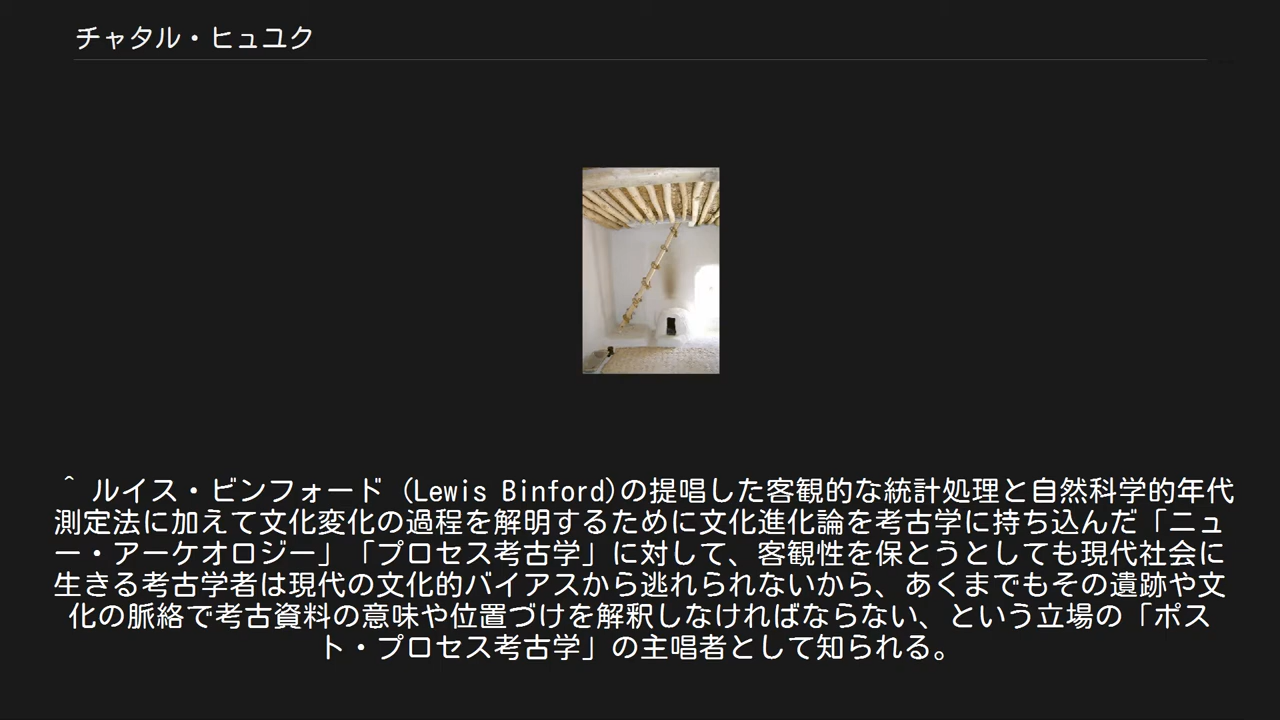 チャタル・ヒュユク
^ ルイス・ビンフォード (Lewis Binford)の提唱した客観的な統計処理と自然科学的年代
測定法に加えて文化変化の過程を解明するために文化進化論を考古学に持ち込んだ「ニュ
ー・アーケオロジー」「プロセス考古学」に対して、客観性を保とうとしても現代社会に
生きる考古学者は現代の文化的バイアスから逃れられないから、あくまでもその遺跡や文
化の脈絡で考古資料の意味や位置づけを解釈しなければならない、という立場の「ポス
ト・プロセス考古学」の主唱者として知られる。